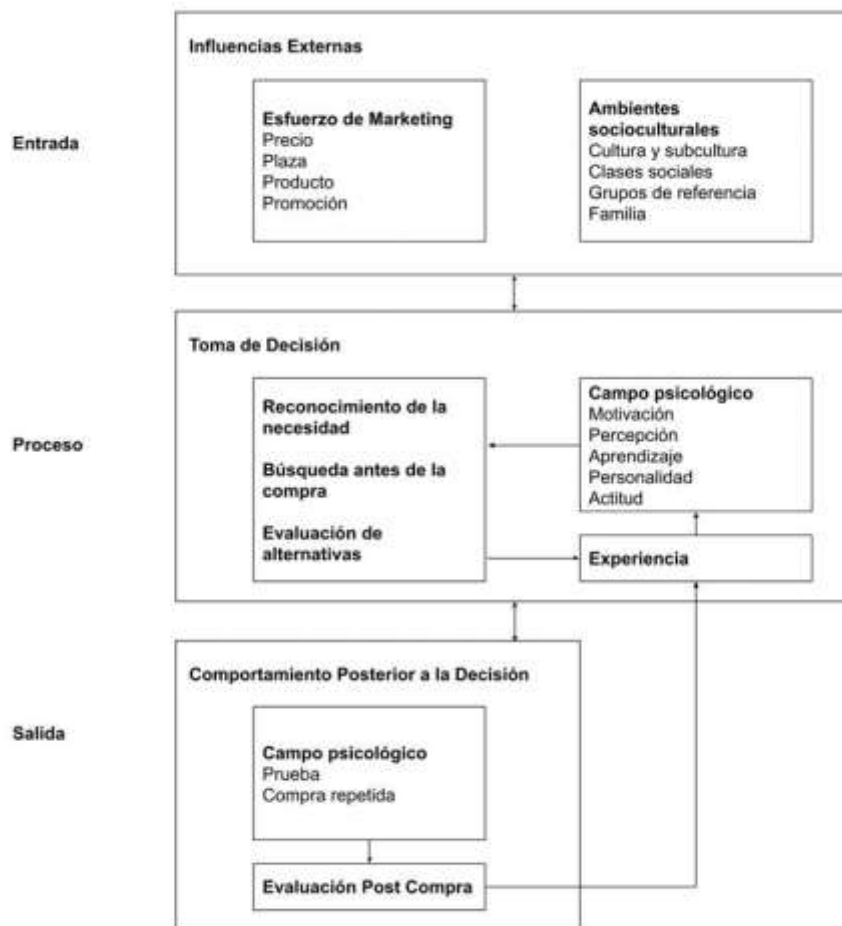 Influencias Externas
Entrada
Esfuerzo de Marketing
Precio
Plaza
Producto
Promoción
Ambientes
socioculturales
Cultura y subcultura
Clases sociales
Grupos de referencia
Familia
Toma de Decisión
Proceso
Reconocimiento de la
necesidad
Búsqueda antes de la
compra
Evaluación de
alternativas
Campo psicológico
Motivación
Percepción
Aprendizaje
Personalidad
Actitud
Experiencia
Comportamiento Posterior a la Decisión
Salida
Campo psicológico
Prueba
Compra repetida
Evaluación Post Compra